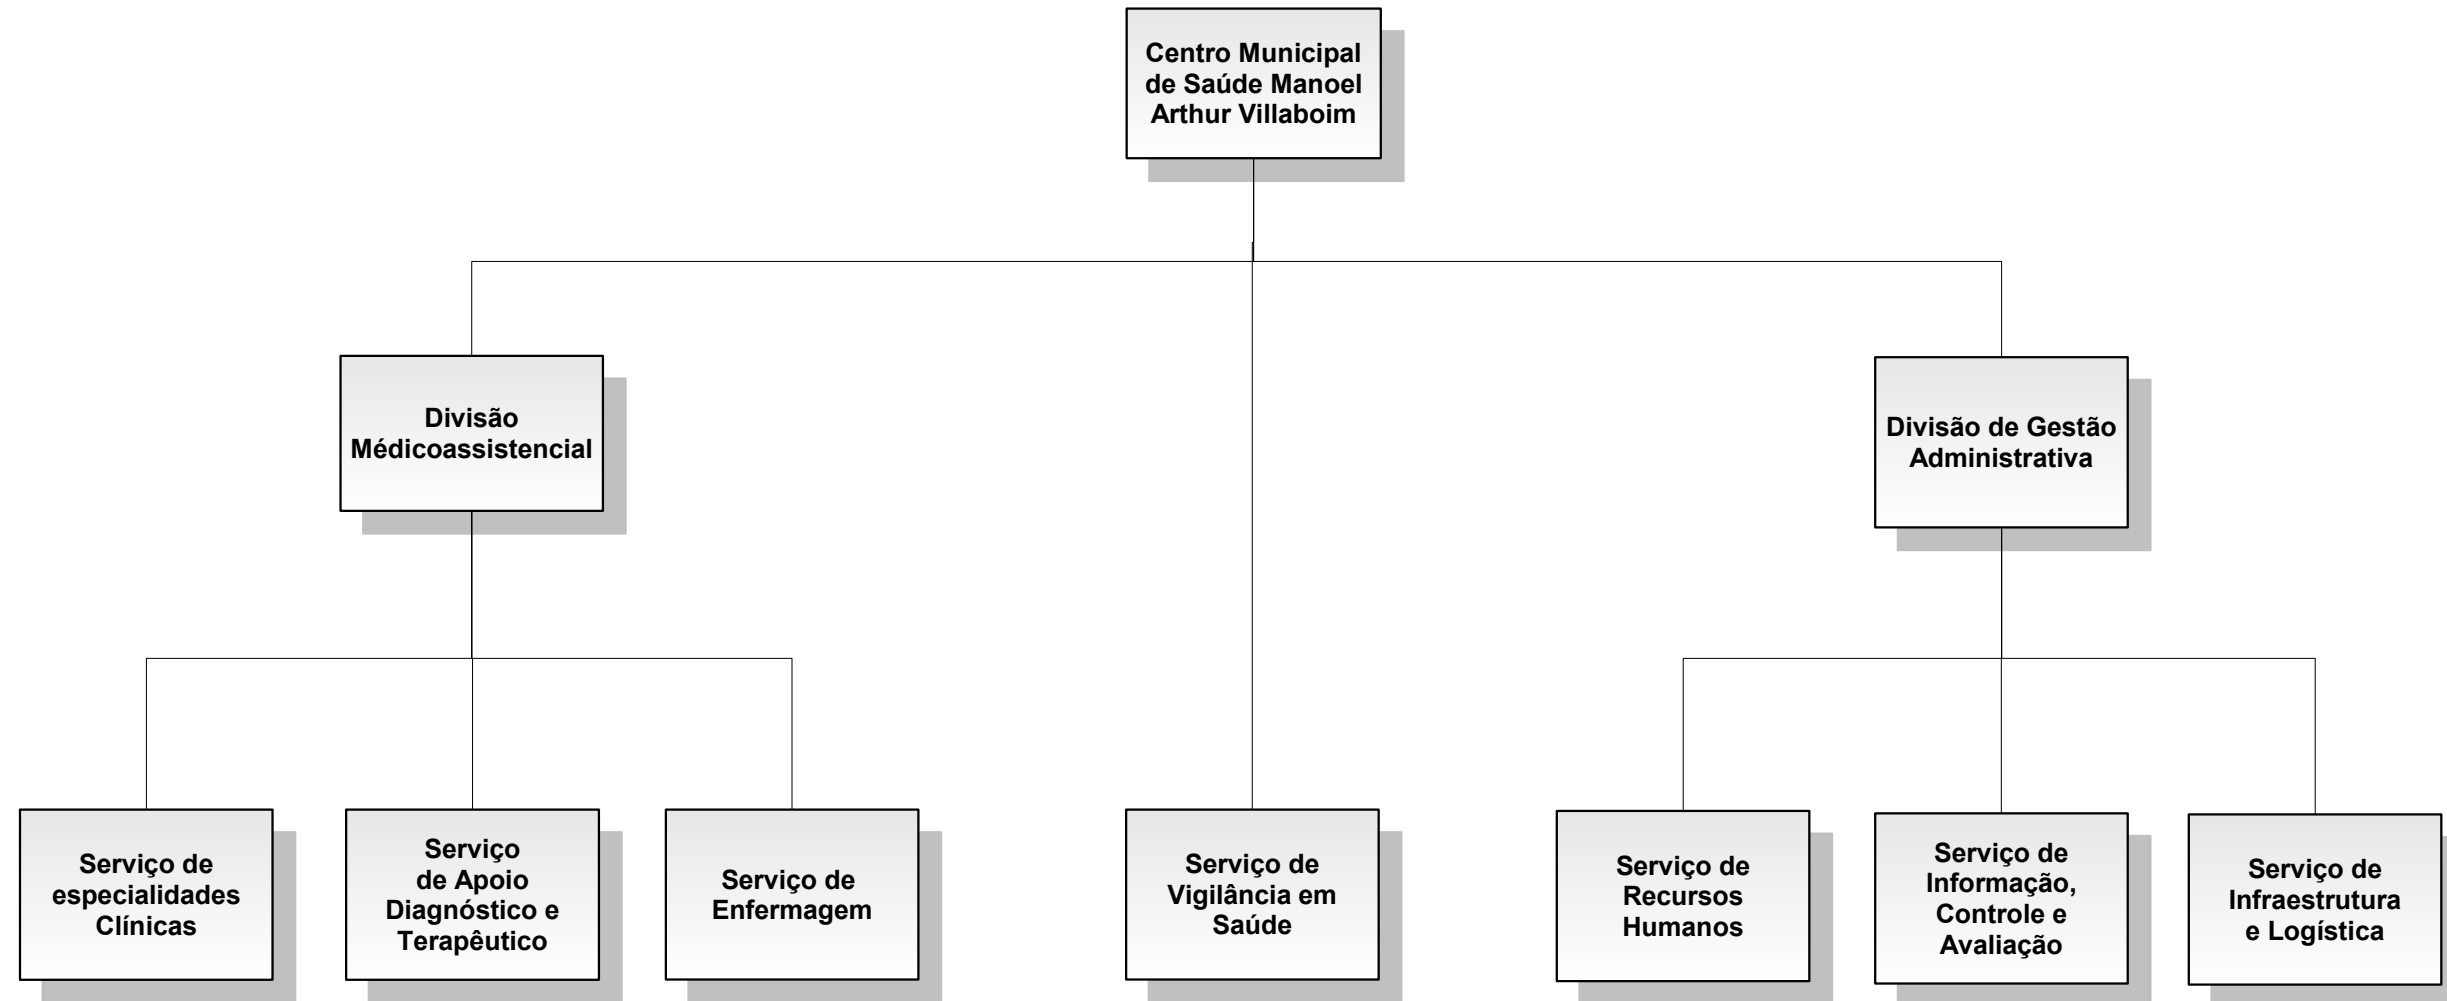 Centro Municipal
de Saúde Manoel
Arthur Villaboim
Divisão
Médicoassistencial
Divisão de Gestão
Administrativa
Serviço de
especialidades
Clínicas
Serviço
de Apoio
Diagnóstico e
Terapêutico
Serviço de
Enfermagem
Serviço de
Vigilância em
Saúde
Serviço de
Recursos
Humanos
Serviço de
Informação,
Controle e
Avaliação
Serviço de
Infraestrutura
e Logística